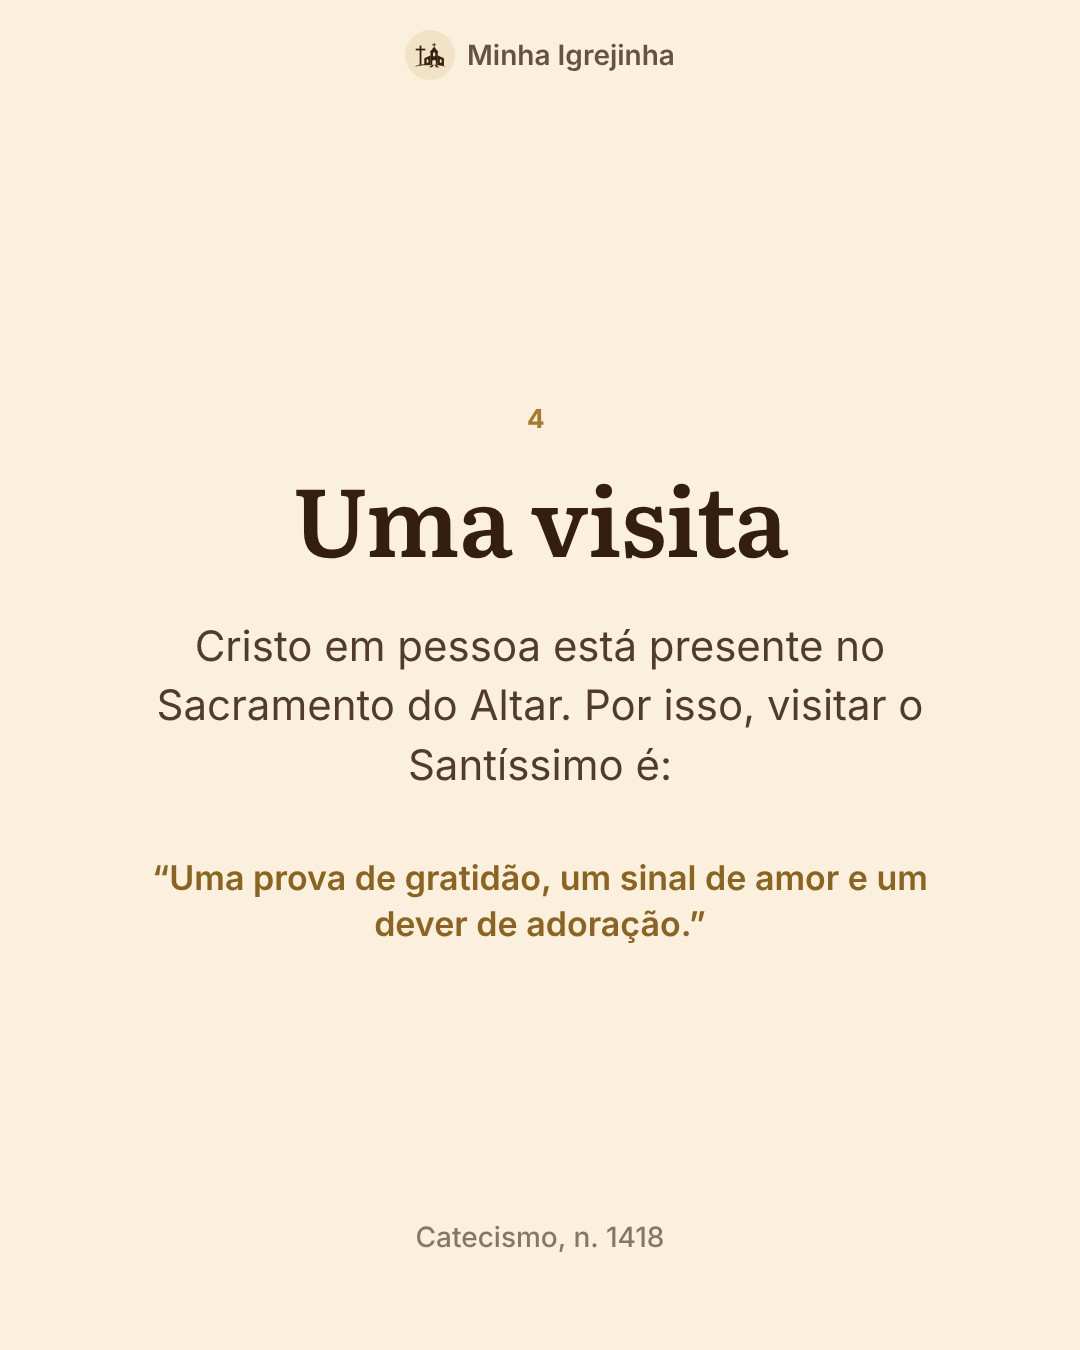 Minha Igrejinha
4
Uma visita
Cristo em pessoa está presente no
Sacramento do Altar. Por isso, visitar o
Santíssimo é:
“Uma prova de gratidão, um sinal de amor e um
dever de adoração.”
Catecismo, n. 1418